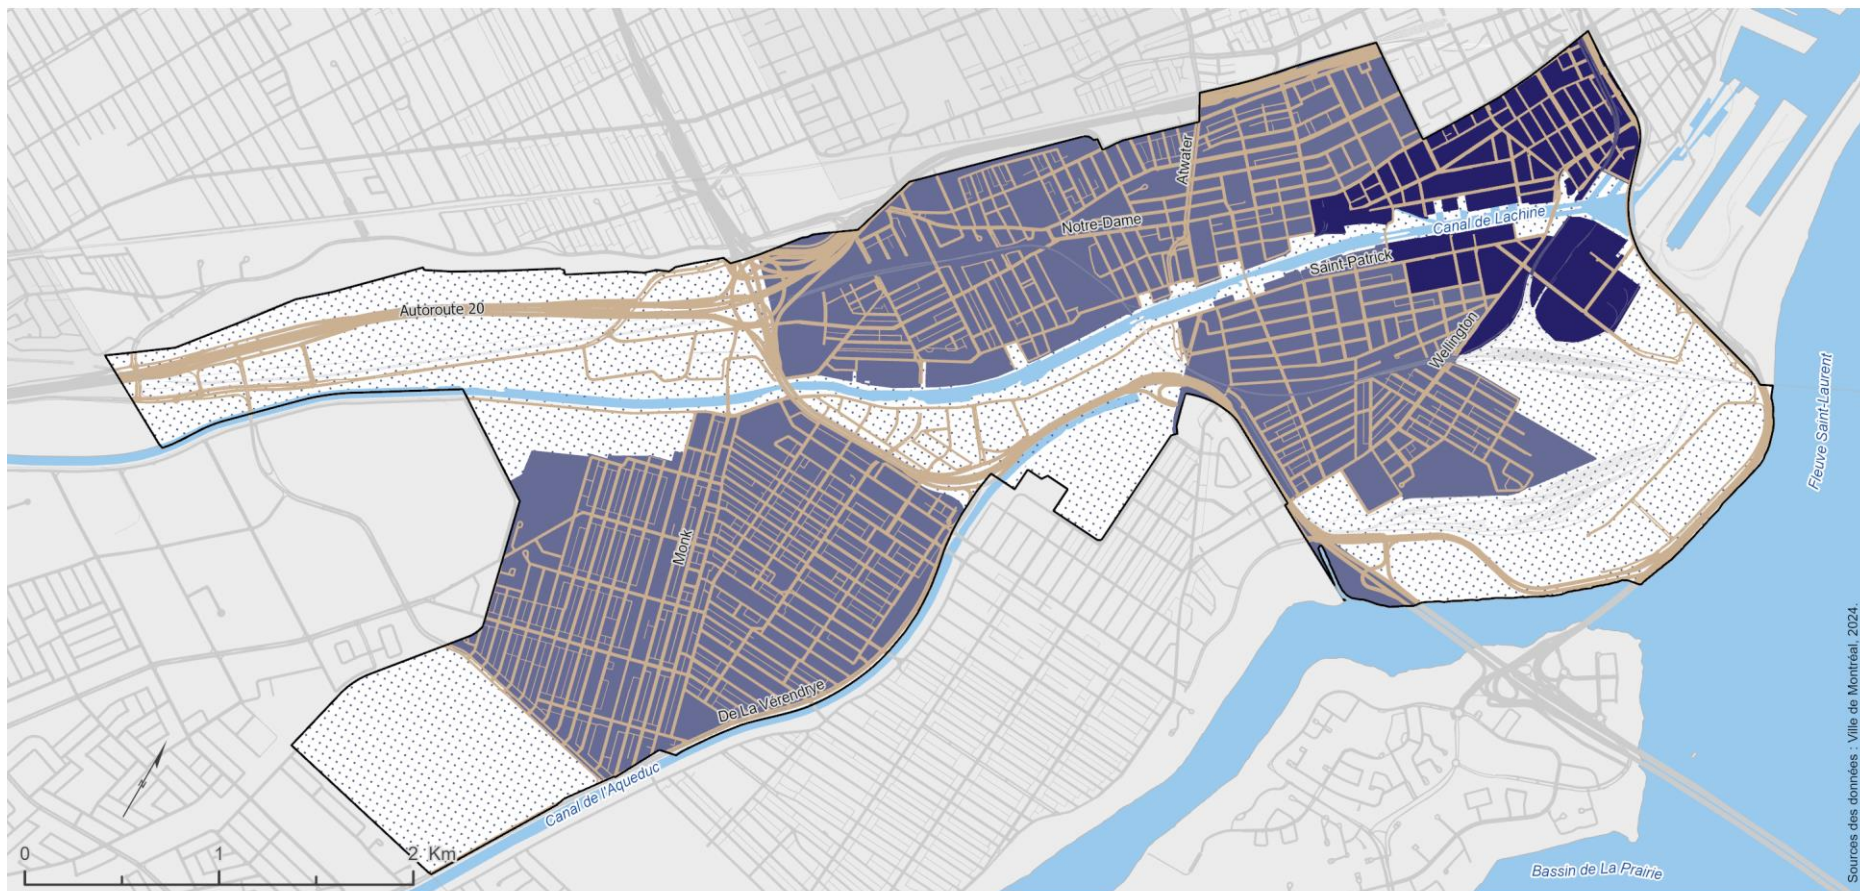 Atwater
Notre-Dame
Canal de Lachine
Saint-Patrick
Autoroute 20
Wellington
Fleuve Saint-Laurent
Monk
De La Vérendrye
Canal de l'Aqueduc
N
0 1 2 Km
Bassin de La Prairie
Sources des données : Ville de Montréal, 2024.